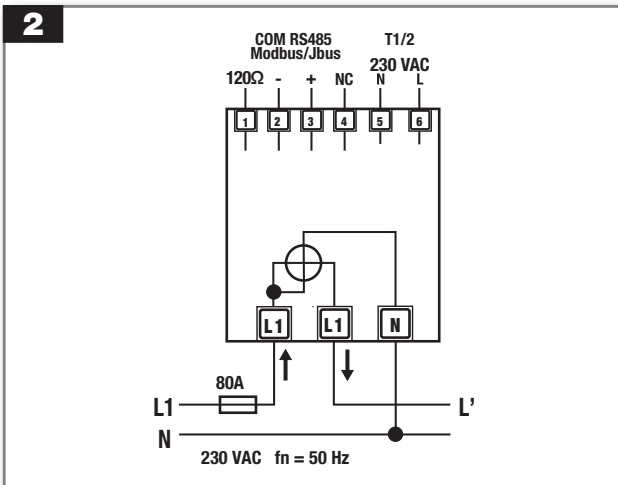 2
COM RS485 T1/2
Modbus/Jbus
230 VAC
120Ω - + NC N L
1 2 3 4 5 6
L1 L1 N
80A
L1 L’
N
230 VAC fn = 50 Hz